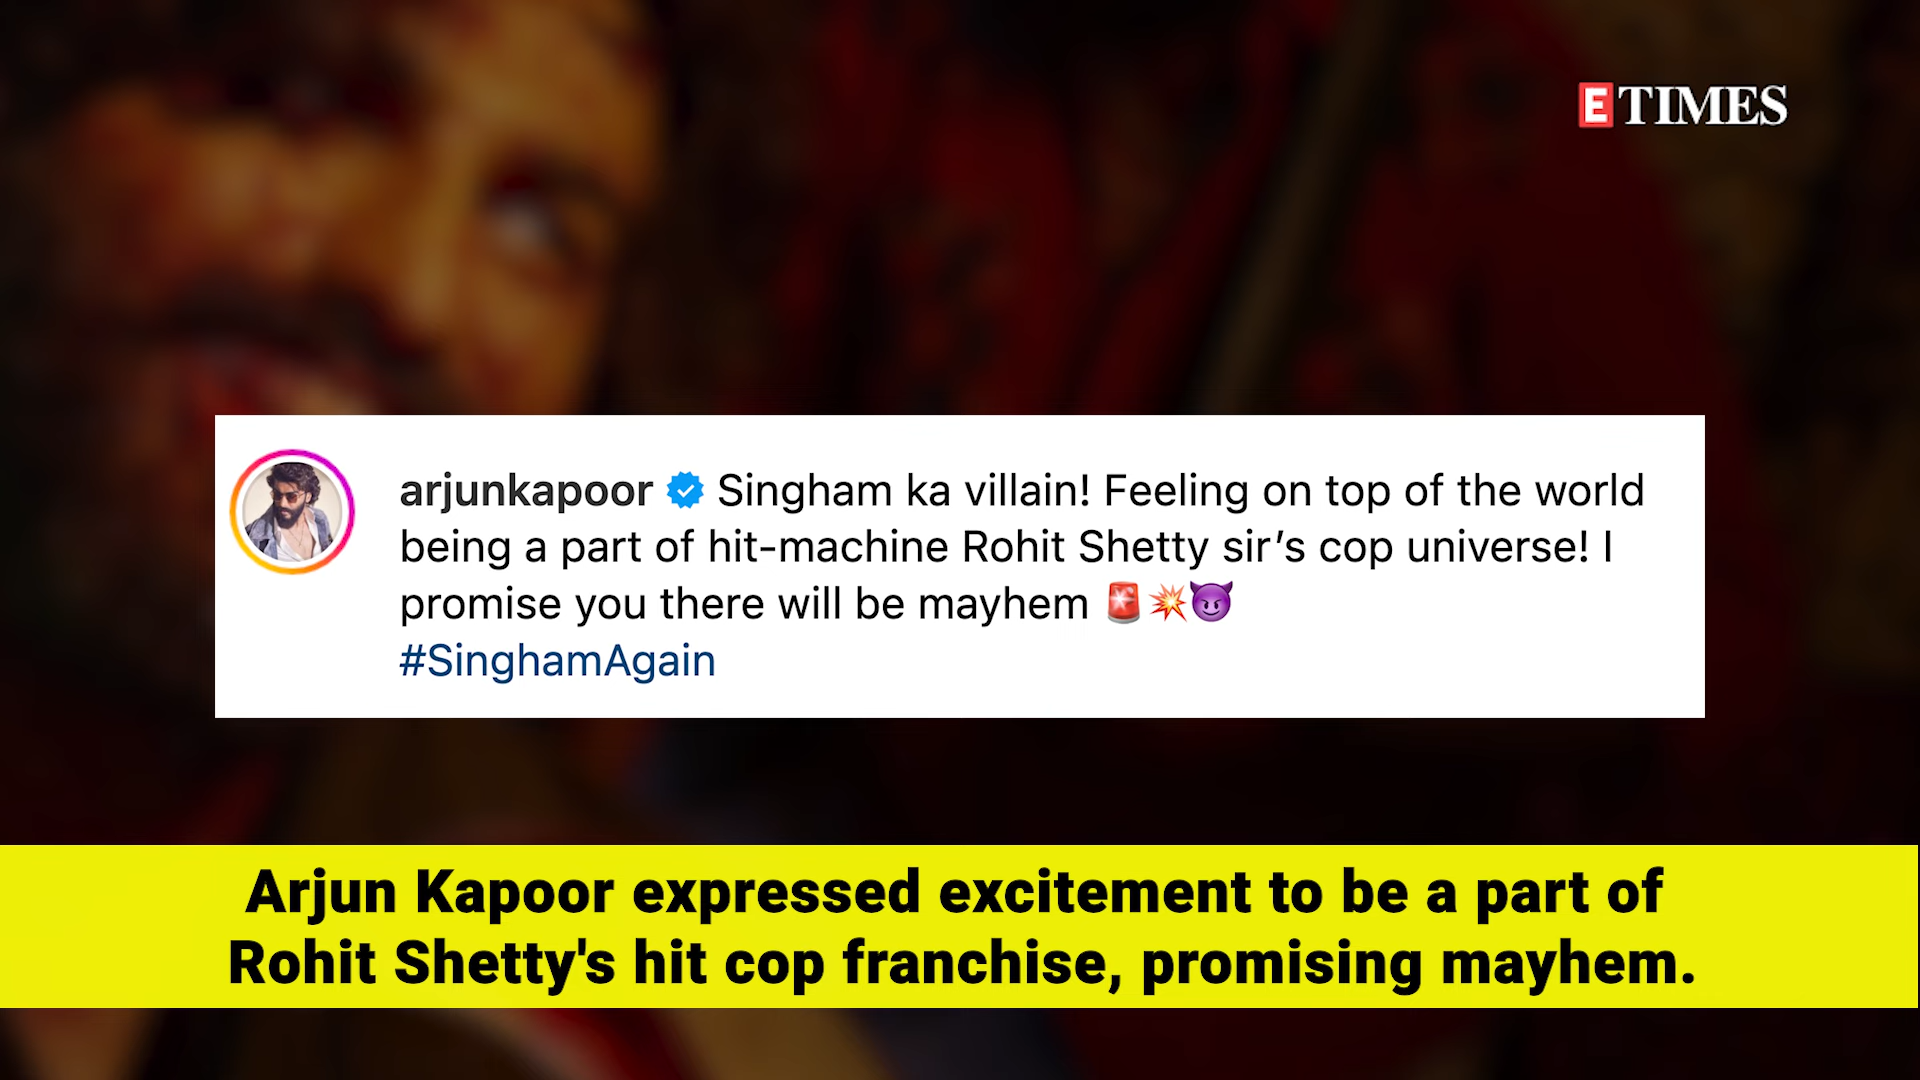 ETIMES
arjunkapoor Singham ka villain! Feeling on top of the world
being a part of hit-machine Rohit Shetty sir’s cop universe! I
promise you there will be mayhem 🚨💥😈
#SinghamAgain
Arjun Kapoor expressed excitement to be a part of
Rohit Shetty's hit cop franchise, promising mayhem.